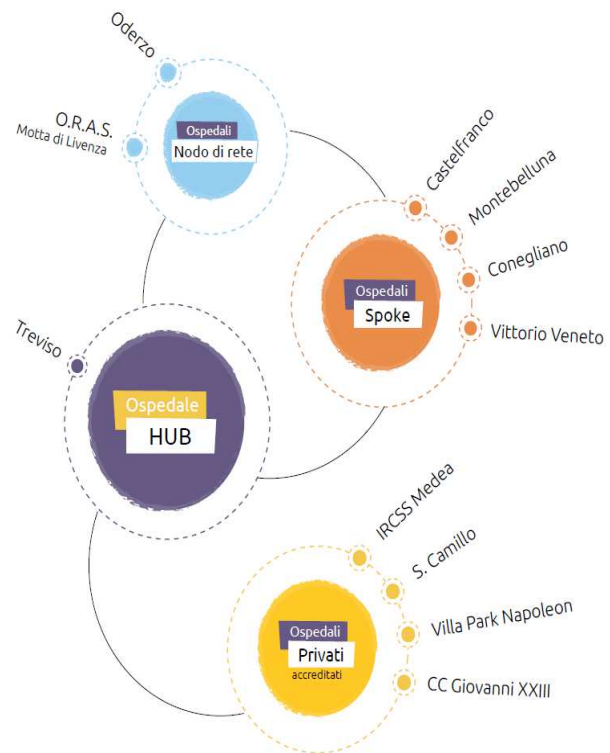 Oderzo
O.R.A.S.
Motta di Livenza
Ospedali
Nodo di rete
Castelfranco
Montebelluna
Conegliano
Vittorio Veneto
Ospedali
Spoke
Treviso
Ospedale
HUB
IRCSS Medea
S. Camillo
Villa Park Napoleon
CC Giovanni XXIII
Ospedali
Privati
accreditati